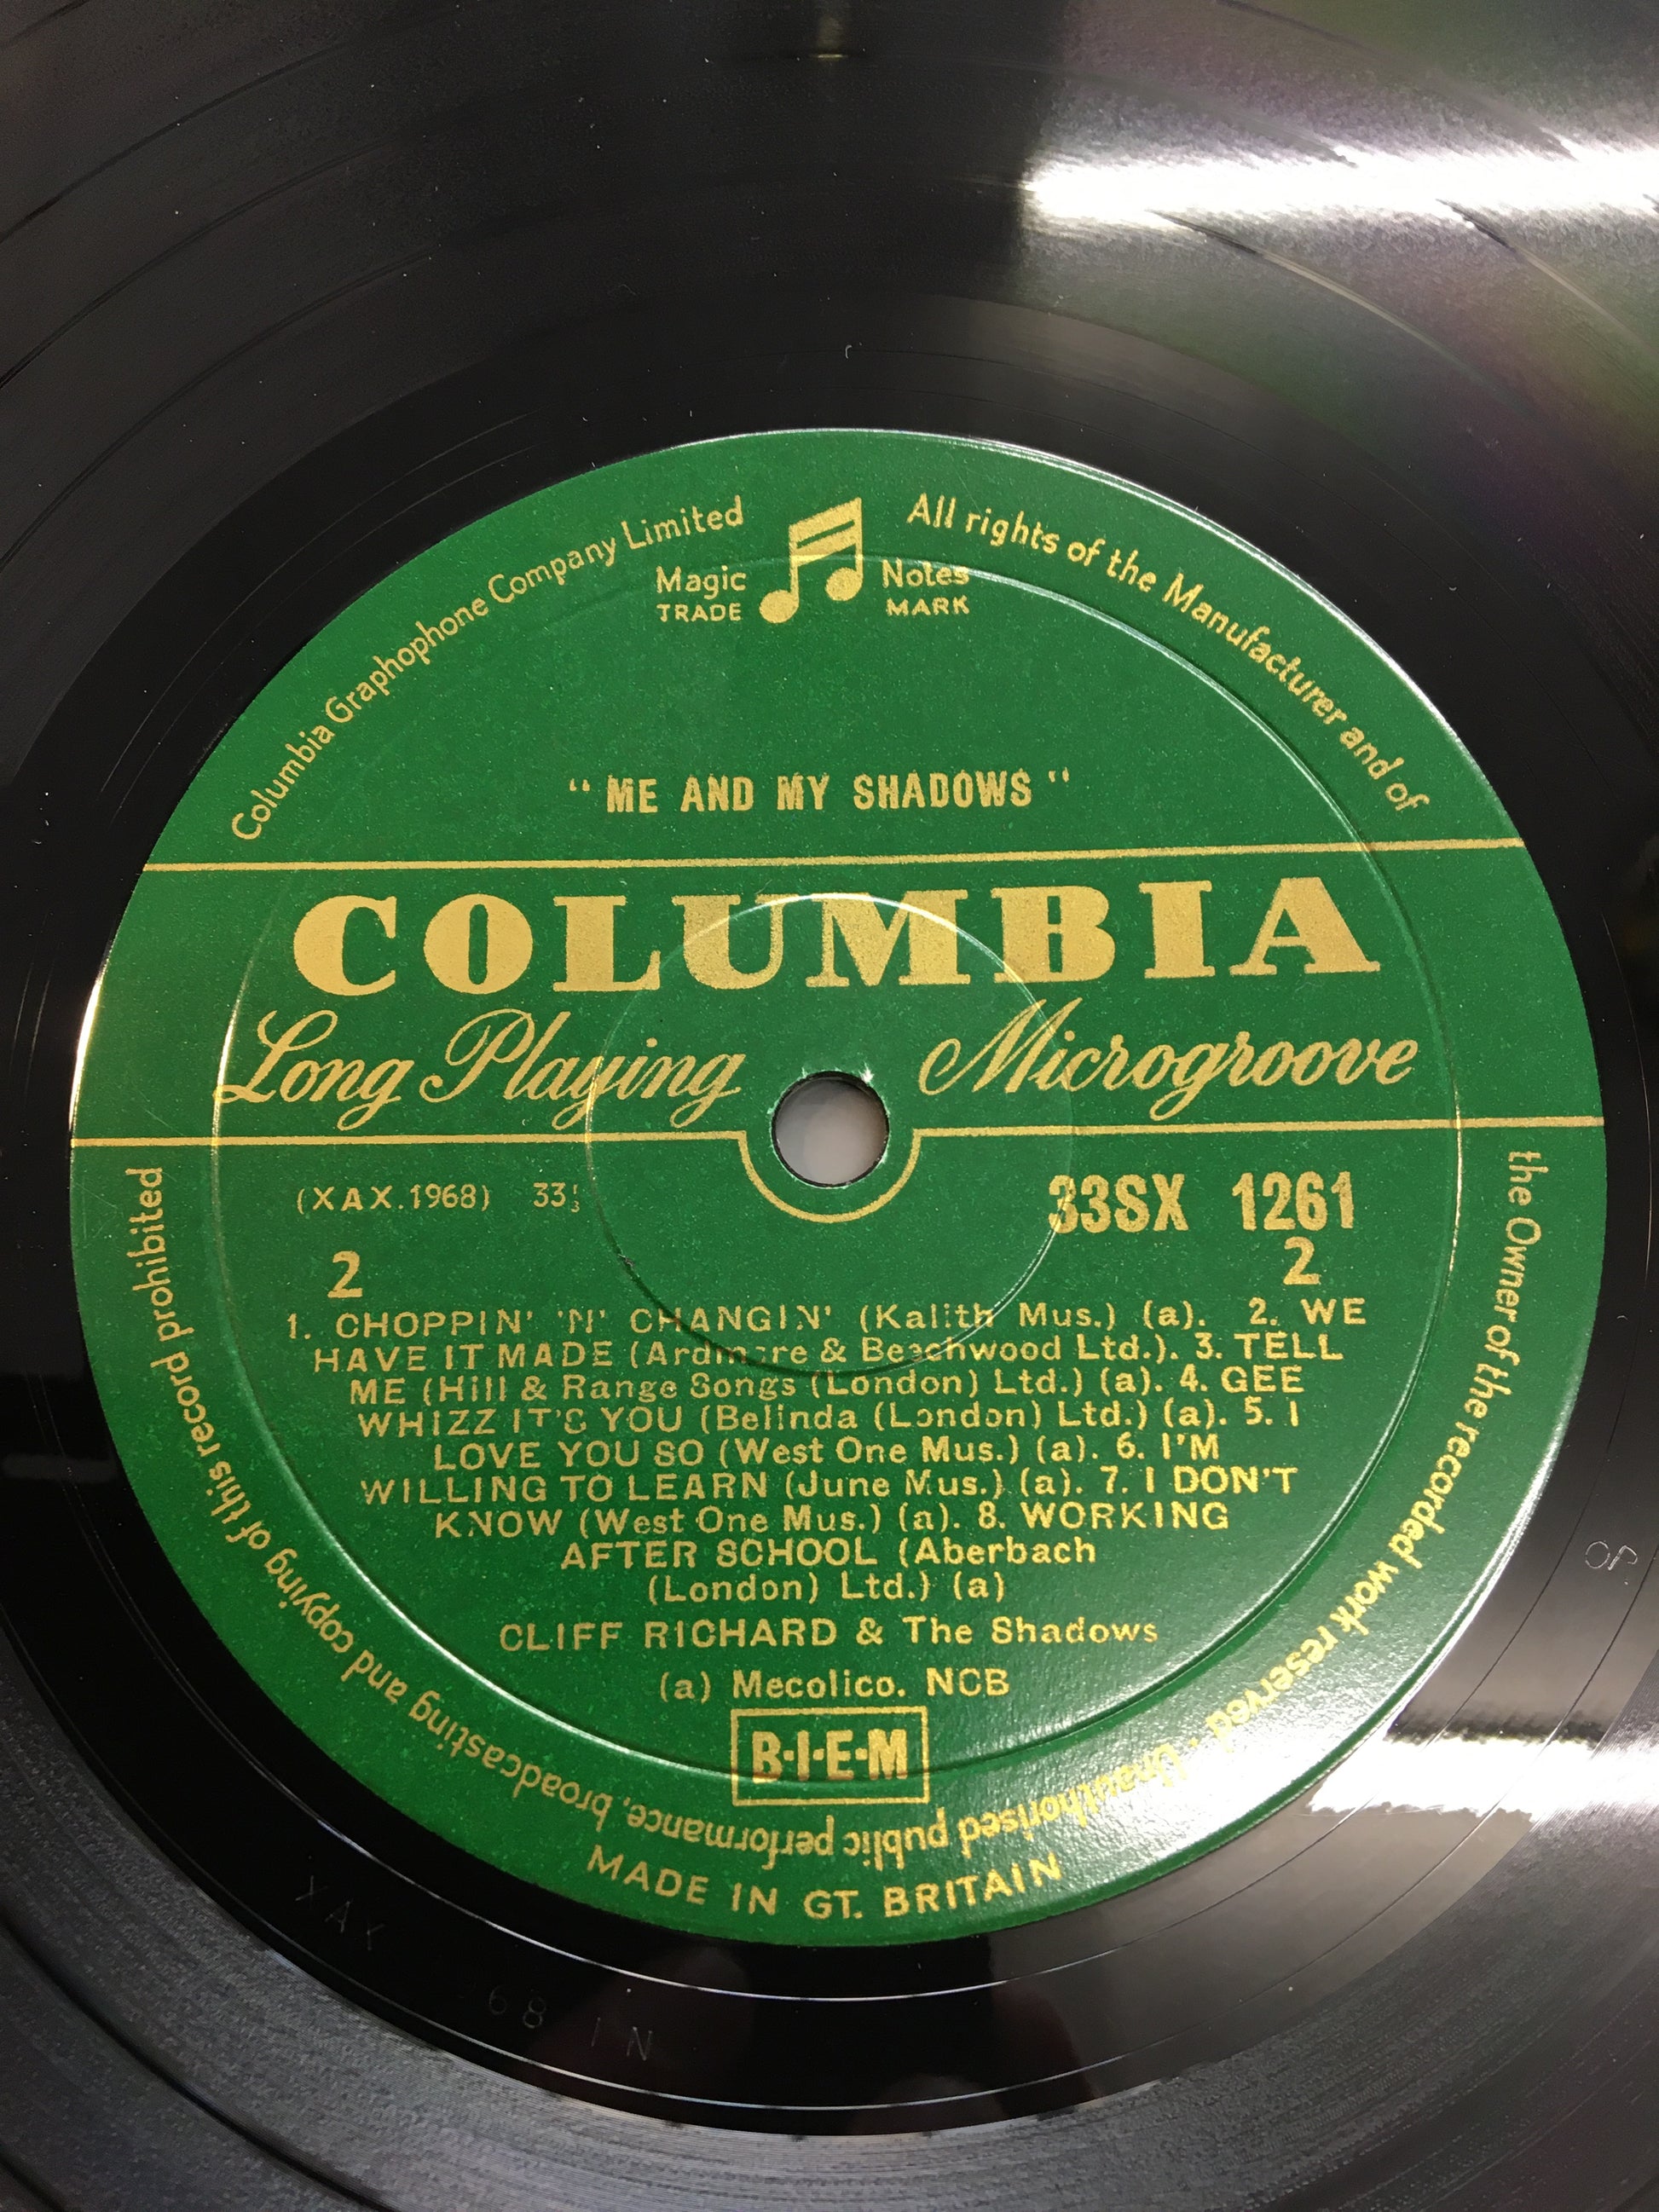 Columbia Graphophone Company Limited
All rights of the Manufacturer and of
the Owner of the recorded work reserved · Unauthorised public performance, broadcasting and copying of this record prohibited
Magic Notes
TRADE MARK
" ME AND MY SHADOWS "
COLUMBIA
Long Playing Microgroove
(XAX.1968) 33⅓ 33SX 1261
2 2
1. CHOPPIN' 'N' CHANGIN' (Kalith Mus.) (a). 2. WE
HAVE IT MADE (Ardmore & Beachwood Ltd.). 3. TELL
ME (Hill & Range Songs (London) Ltd.) (a). 4. GEE
WHIZZ IT'S YOU (Belinda (London) Ltd.) (a). 5. I
LOVE YOU SO (West One Mus.) (a). 6. I'M
WILLING TO LEARN (June Mus.) (a). 7. I DON'T
KNOW (West One Mus.) (a). 8. WORKING
AFTER SCHOOL (Aberbach
(London) Ltd.) (a)
CLIFF RICHARD & The Shadows
(a) Mecolico. NCB
B·I·E·M
MADE IN GT. BRITAIN
XAX 968 1N